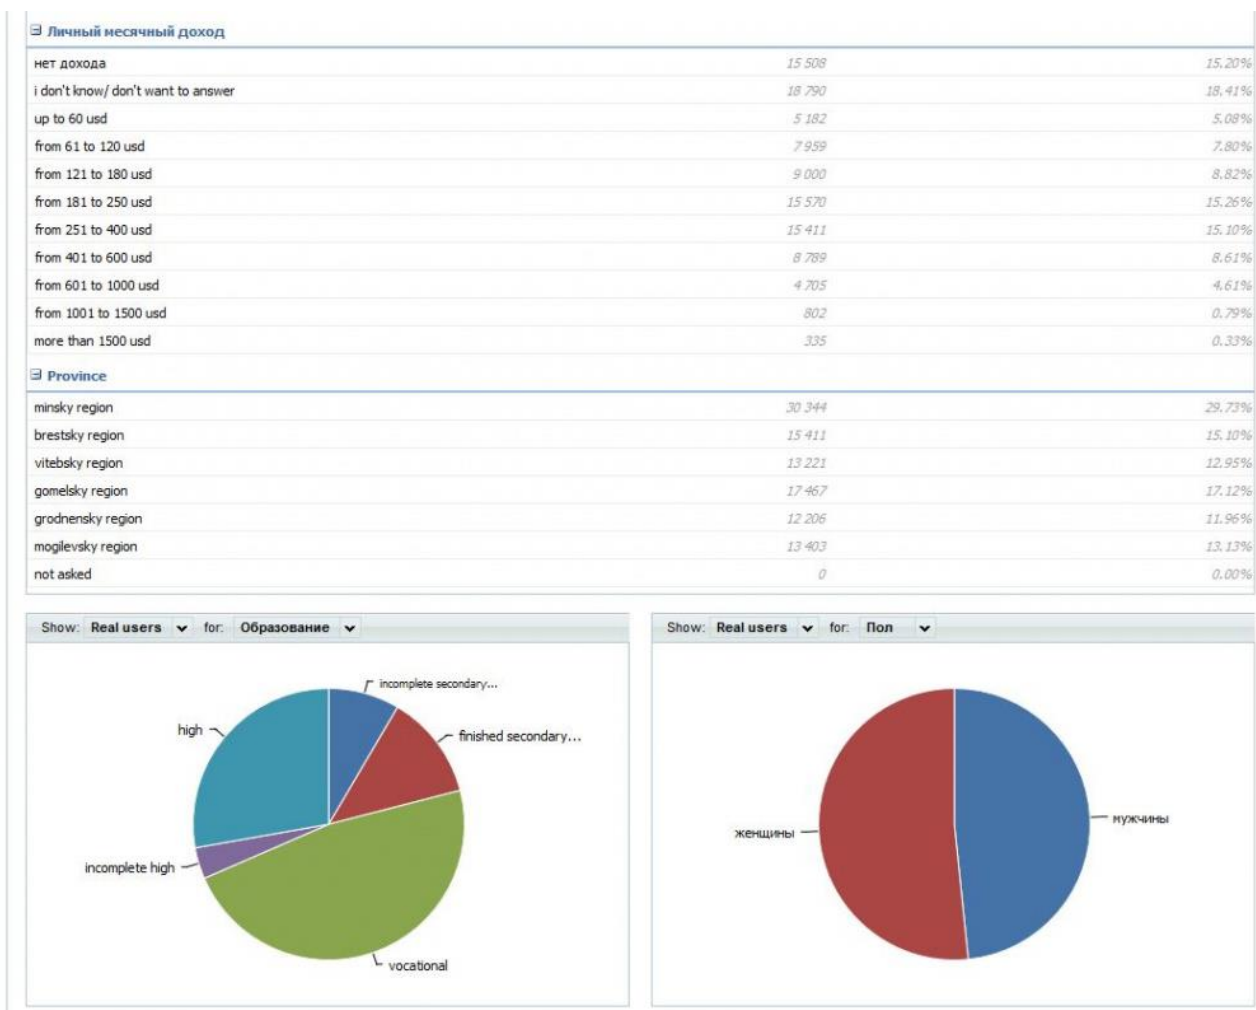 Личный месячный доход
нет дохода 15 508 15.20%
i don't know/ don't want to answer 18 790 18.41%
up to 60 usd 5 182 5.08%
from 61 to 120 usd 7 959 7.80%
from 121 to 180 usd 9 000 8.82%
from 181 to 250 usd 15 570 15.26%
from 251 to 400 usd 15 411 15.10%
from 401 to 600 usd 8 789 8.61%
from 601 to 1000 usd 4 705 4.61%
from 1001 to 1500 usd 802 0.79%
more than 1500 usd 335 0.33%
Province
minsky region 30 344 29.73%
brestsky region 15 411 15.10%
vitebsky region 13 221 12.95%
gomelsky region 17 467 17.12%
grodnensky region 12 206 11.96%
mogilevsky region 13 403 13.13%
not asked 0 0.00%
Show: Real users for: Образование
incomplete secondary...
high
finished secondary...
incomplete high
vocational
Show: Real users for: Пол
мужчины
женщины